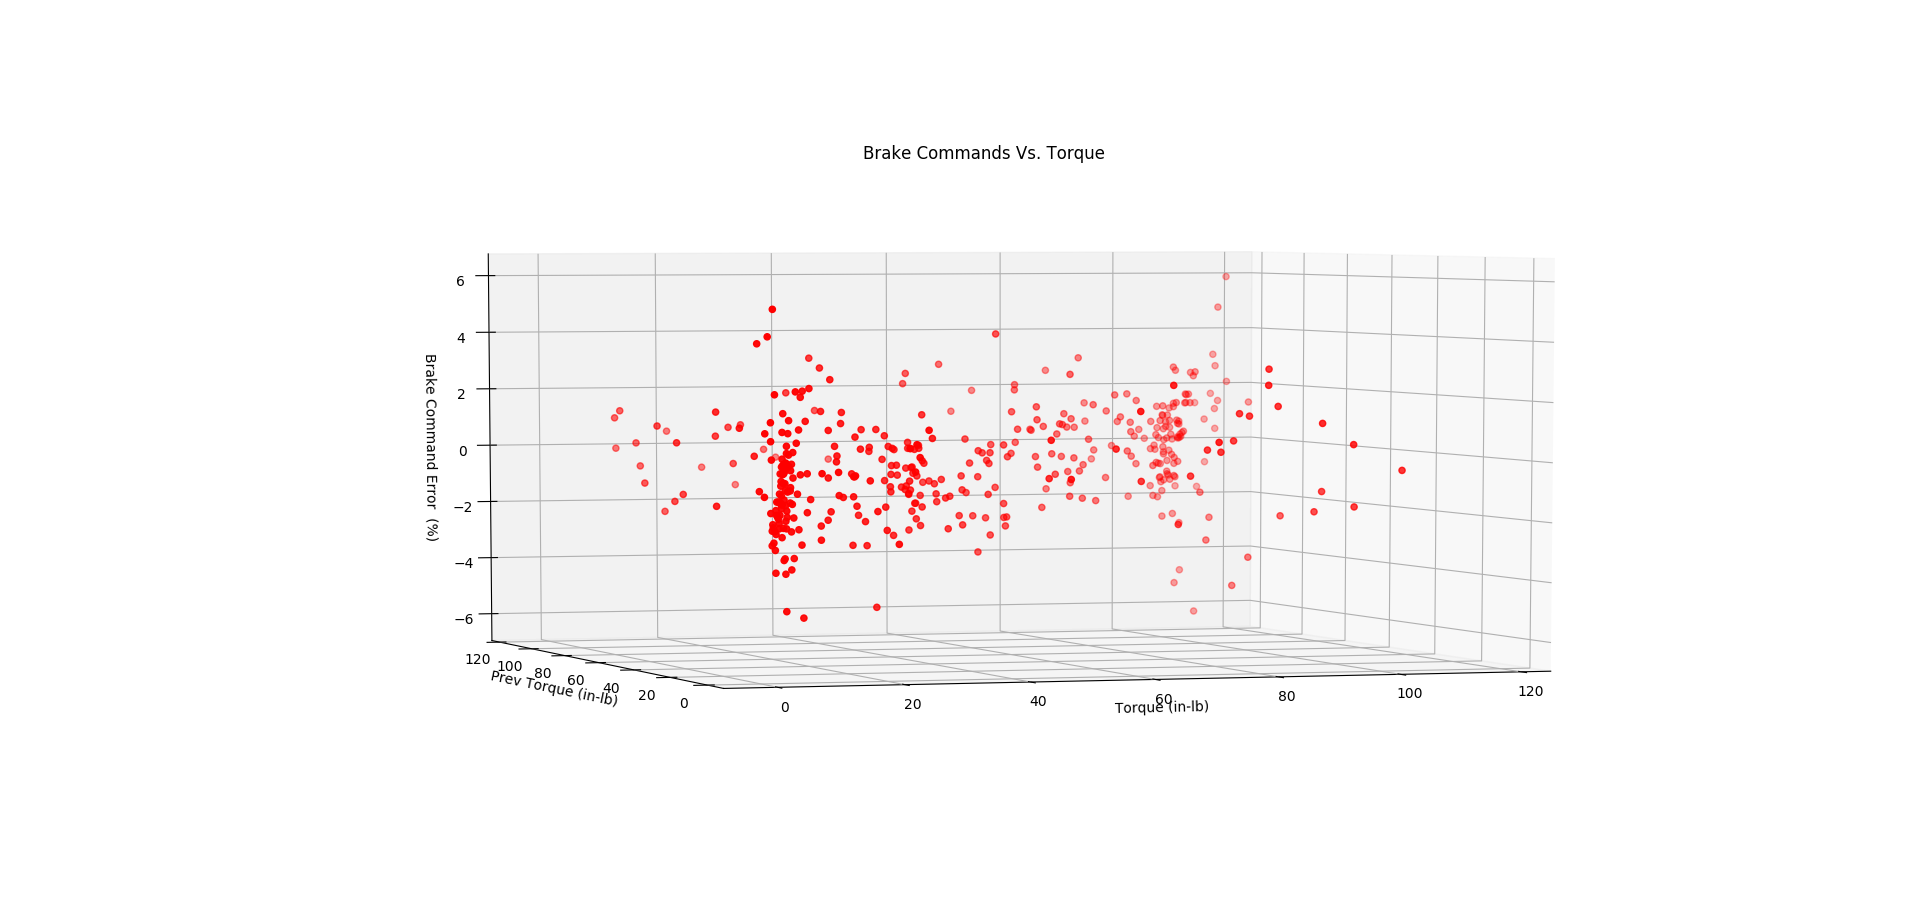 Brake Commands Vs. Torque
6
4
2
0
−2
−4
−6
Brake Command Error (%)
120 100 80 60 40 20 0
Prev Torque (in-lb)
0 20 40 60 80 100 120
Torque (in-lb)